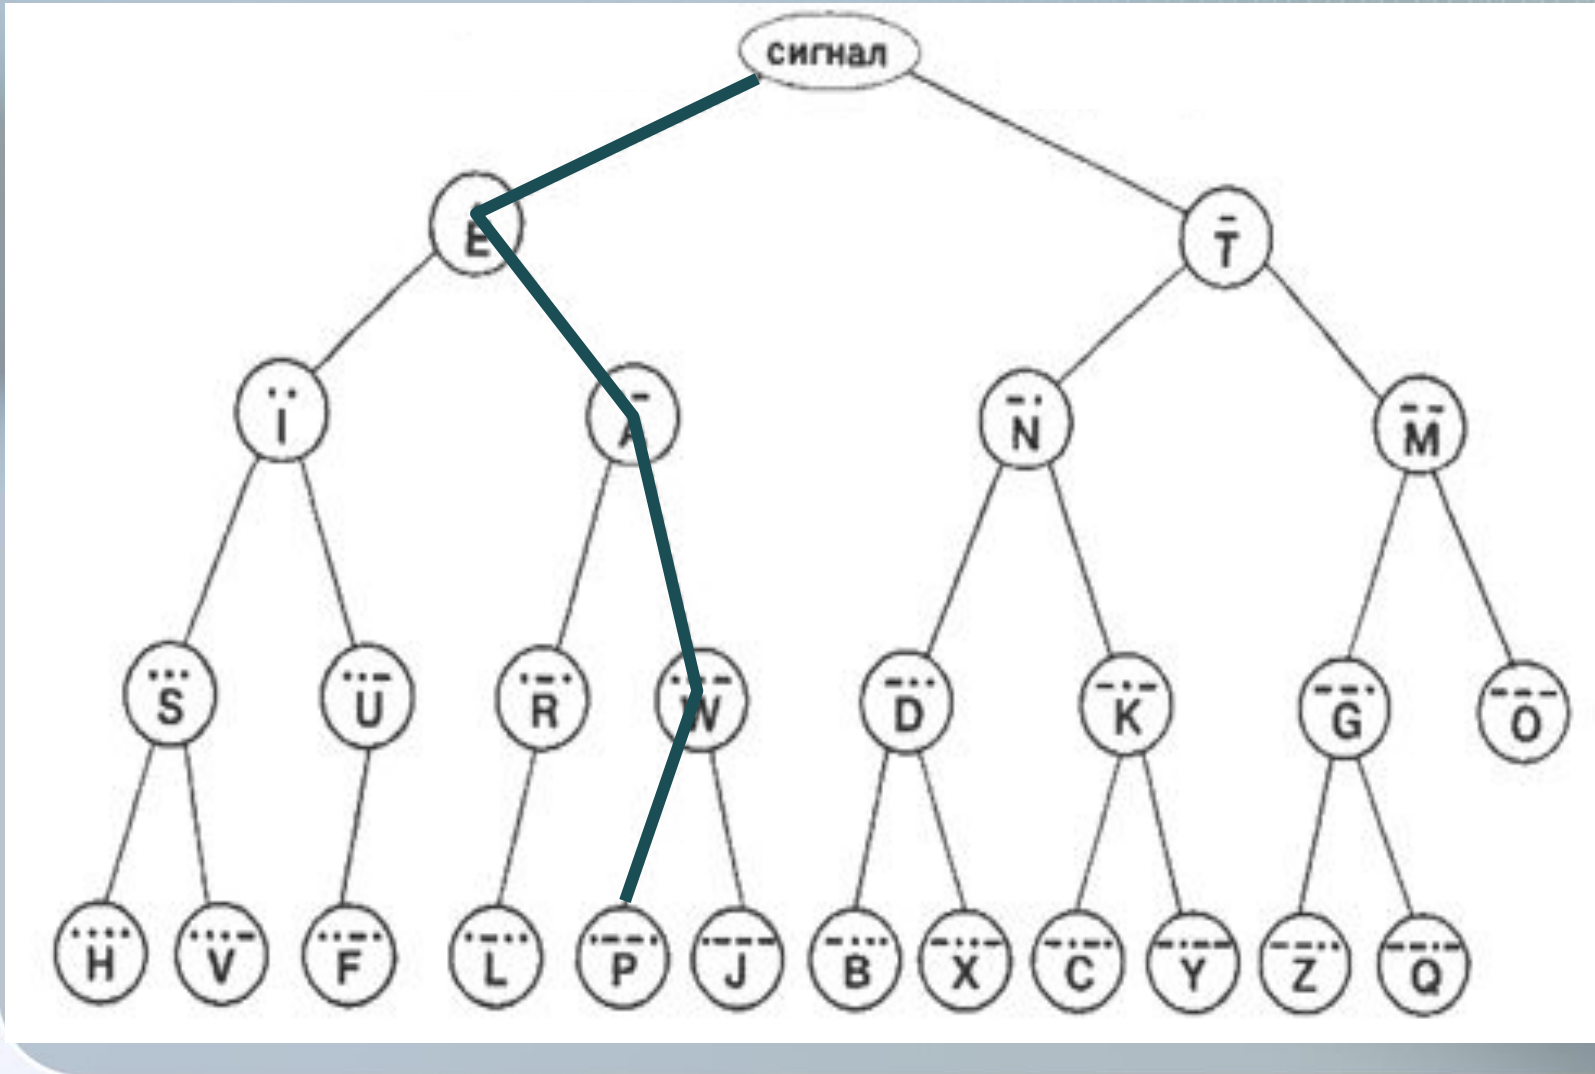 сигнал
E
– T
·· I
– A
–· N
–– M
··· S
··– U
·–· R
W
–·· D
–·– K
––· G
––– O
···· H
···– V
··–· F
·–·· L
·––· P
·––– J
–··· B
–··– X
–·–· C
–·–– Y
––·· Z
––·– Q